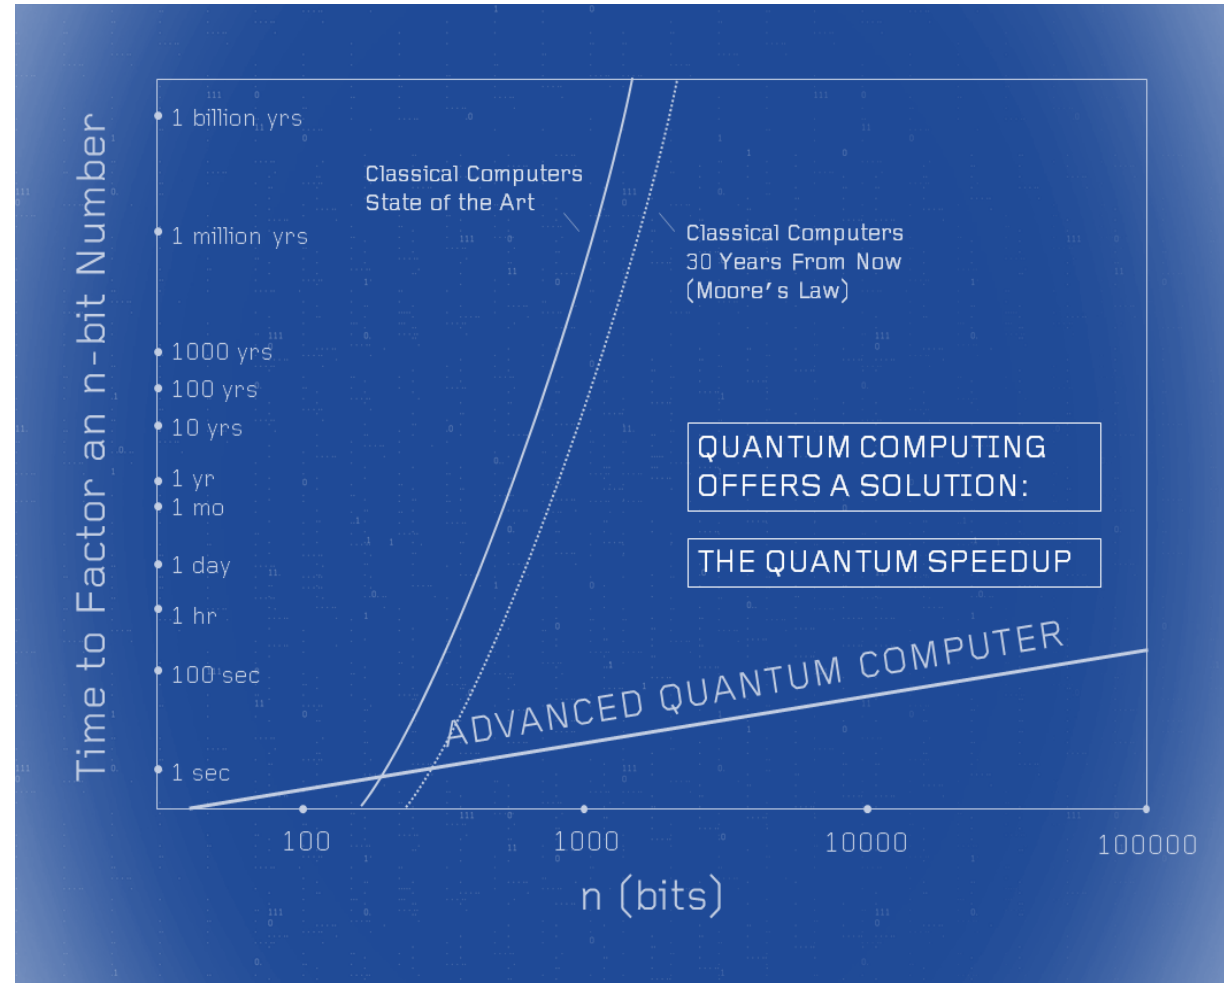 Time to Factor an n-bit Number
1 billion yrs
1 million yrs
1000 yrs
100 yrs
10 yrs
1 yr
1 mo
1 day
1 hr
100 sec
1 sec
Classical Computers
State of the Art
Classical Computers
30 Years From Now
(Moore's Law)
QUANTUM COMPUTING
OFFERS A SOLUTION:
THE QUANTUM SPEEDUP
ADVANCED QUANTUM COMPUTER
100
1000
10000
100000
n (bits)